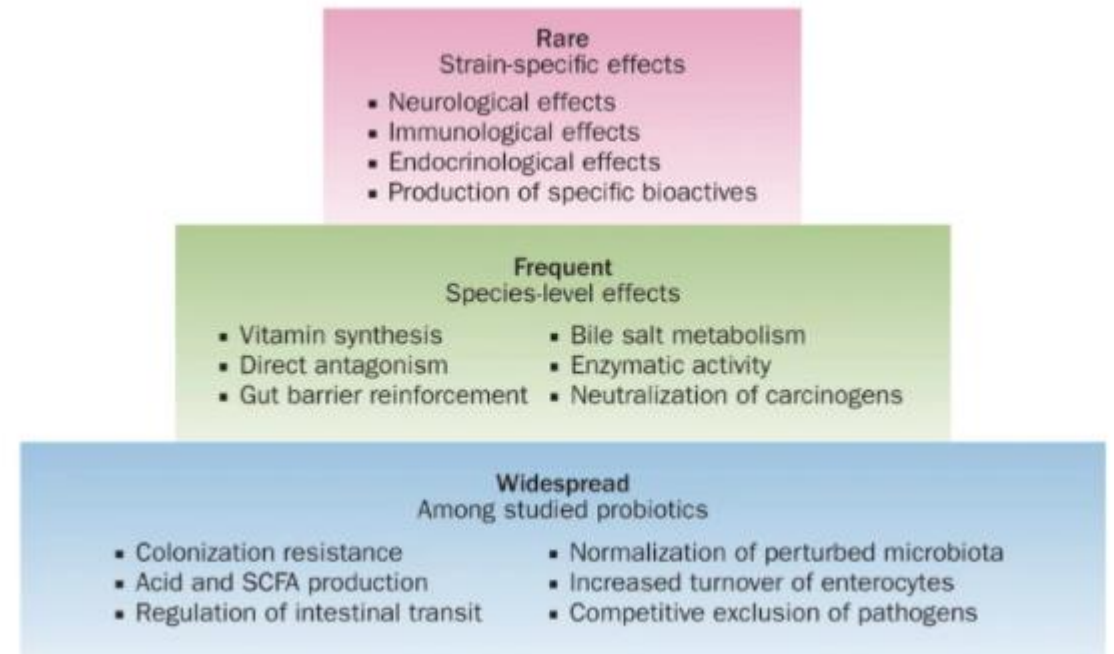 Rare
Strain-specific effects
▪ Neurological effects
▪ Immunological effects
▪ Endocrinological effects
▪ Production of specific bioactives
Frequent
Species-level effects
▪ Vitamin synthesis
▪ Direct antagonism
▪ Gut barrier reinforcement
▪ Bile salt metabolism
▪ Enzymatic activity
▪ Neutralization of carcinogens
Widespread
Among studied probiotics
▪ Colonization resistance
▪ Acid and SCFA production
▪ Regulation of intestinal transit
▪ Normalization of perturbed microbiota
▪ Increased turnover of enterocytes
▪ Competitive exclusion of pathogens